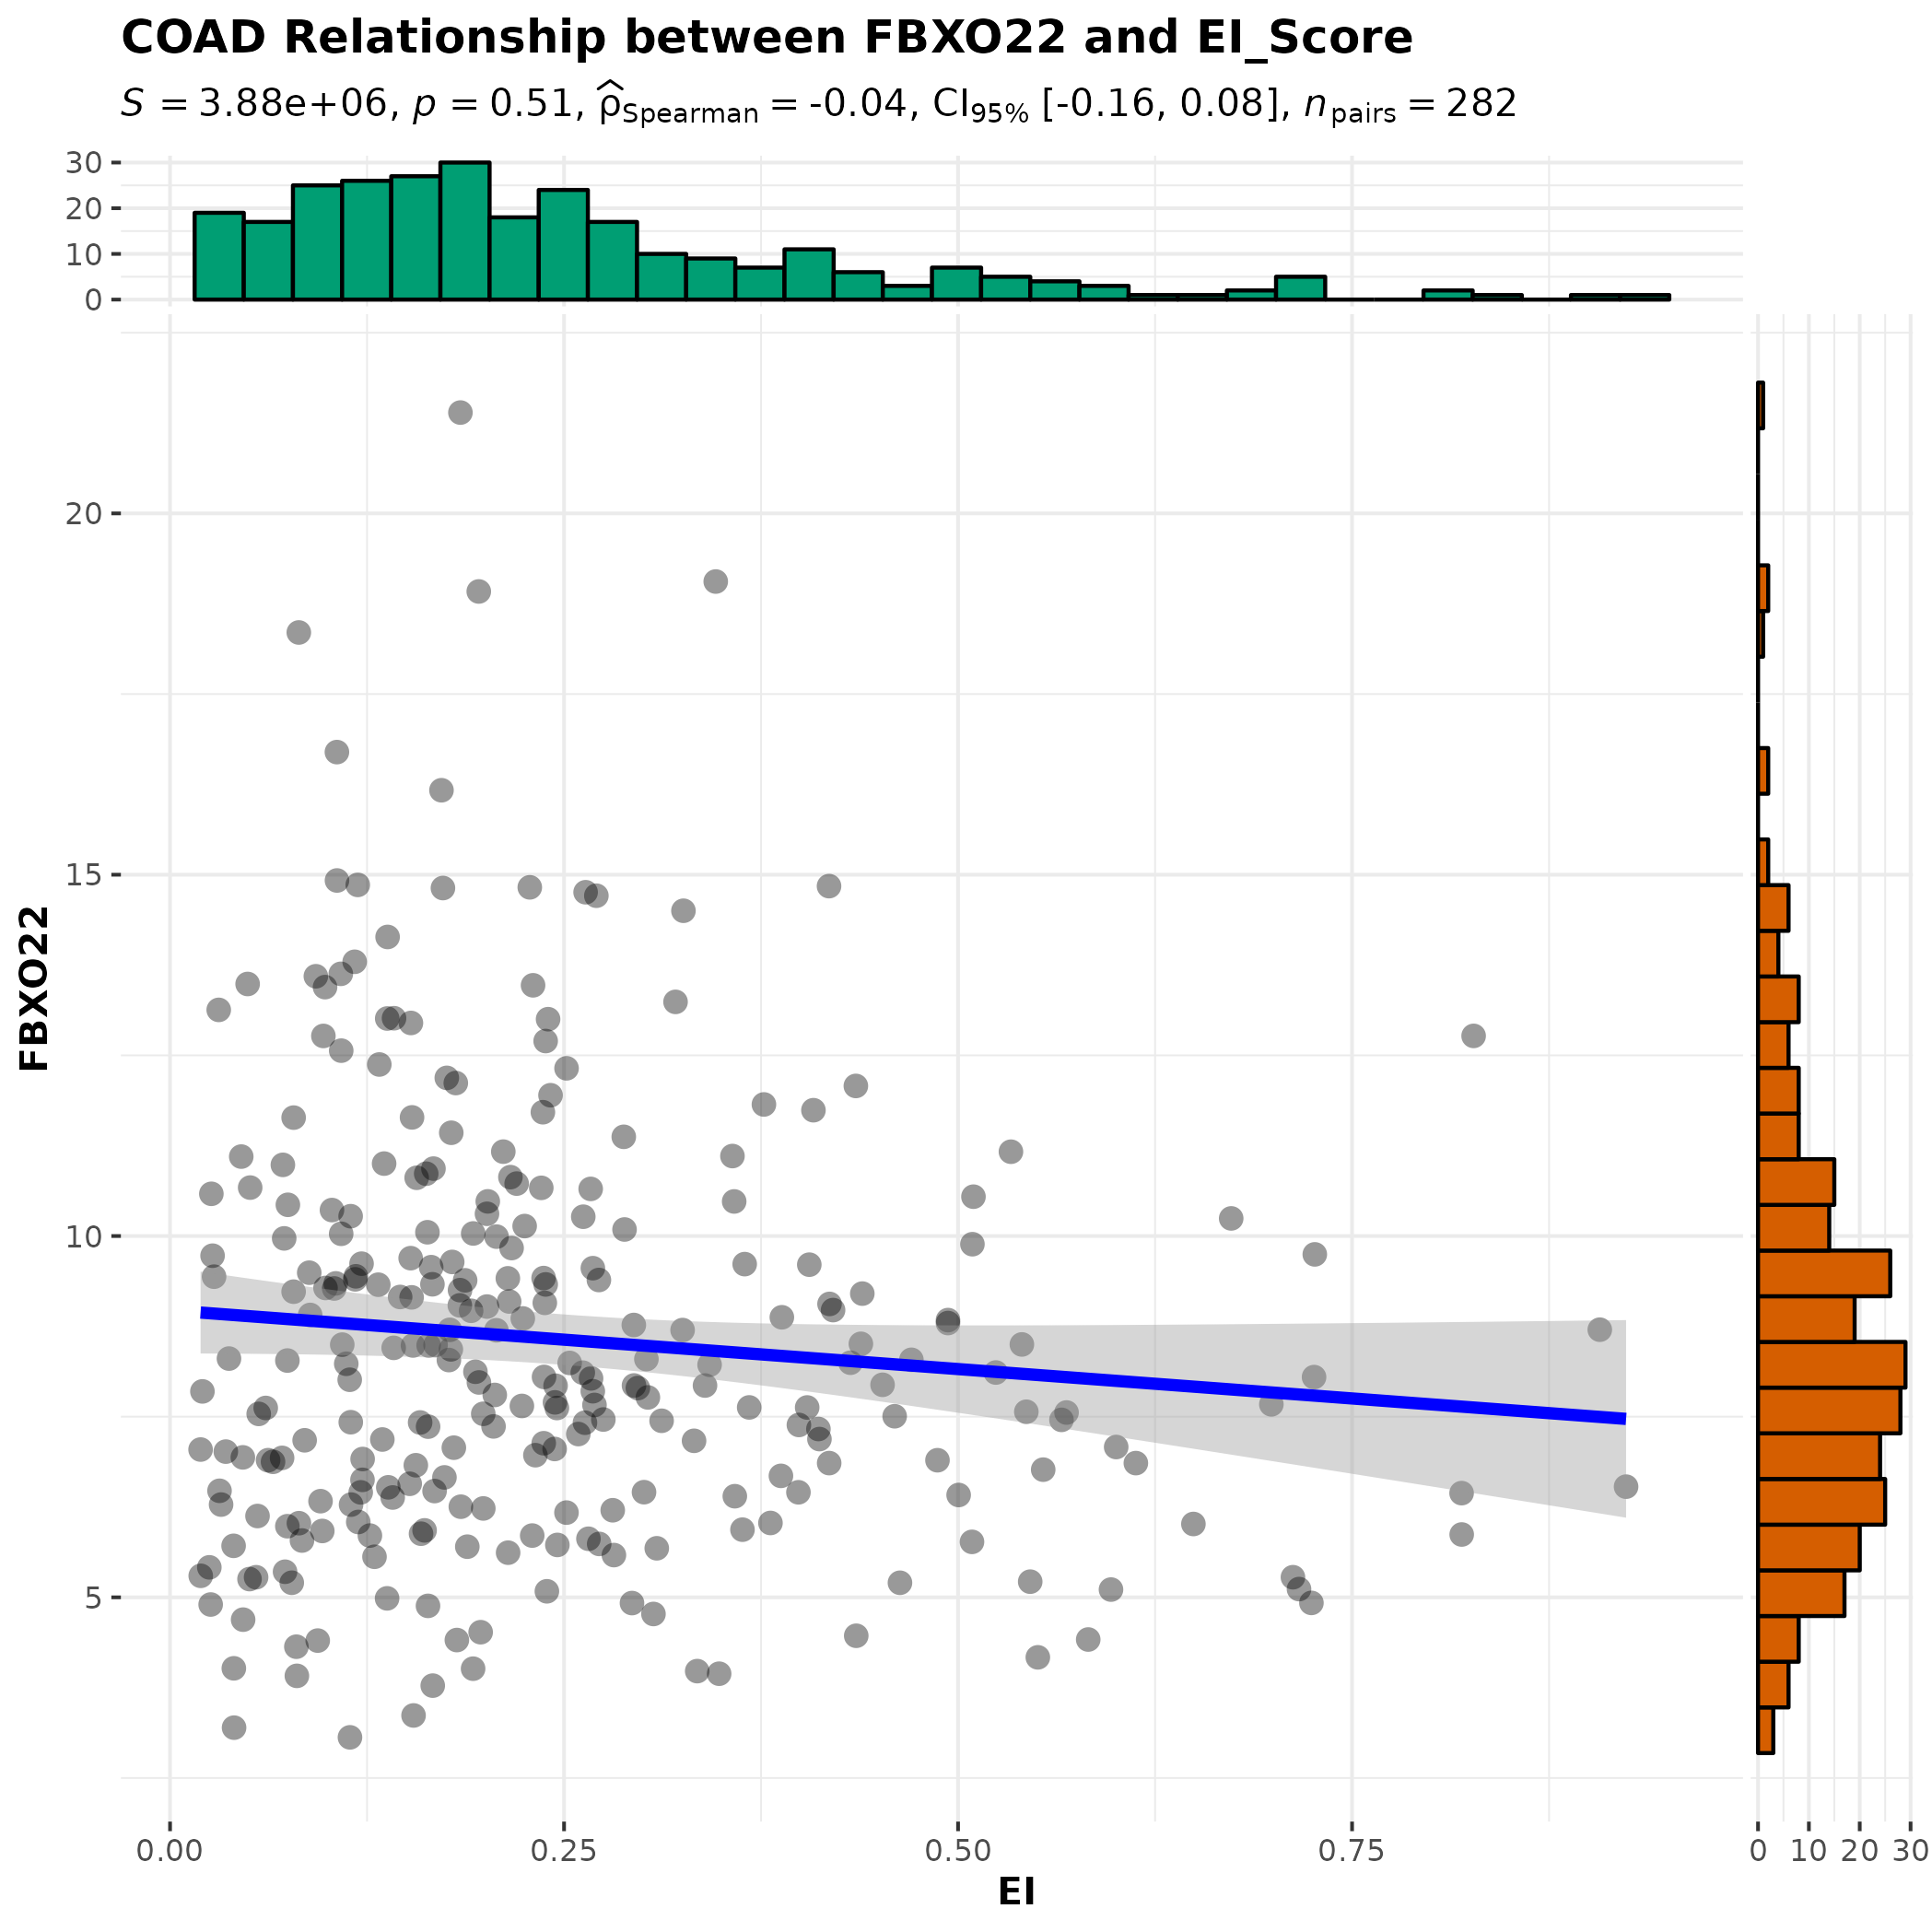 COAD Relationship between FBXO22 and EI_Score
S = 3.88e+06, p = 0.51, ρ̂Spearman = -0.04, CI95% [-0.16, 0.08], npairs = 282
30
20
10
0
20
15
10
5
FBXO22
0.00 0.25 0.50 0.75
0 10 20 30
EI